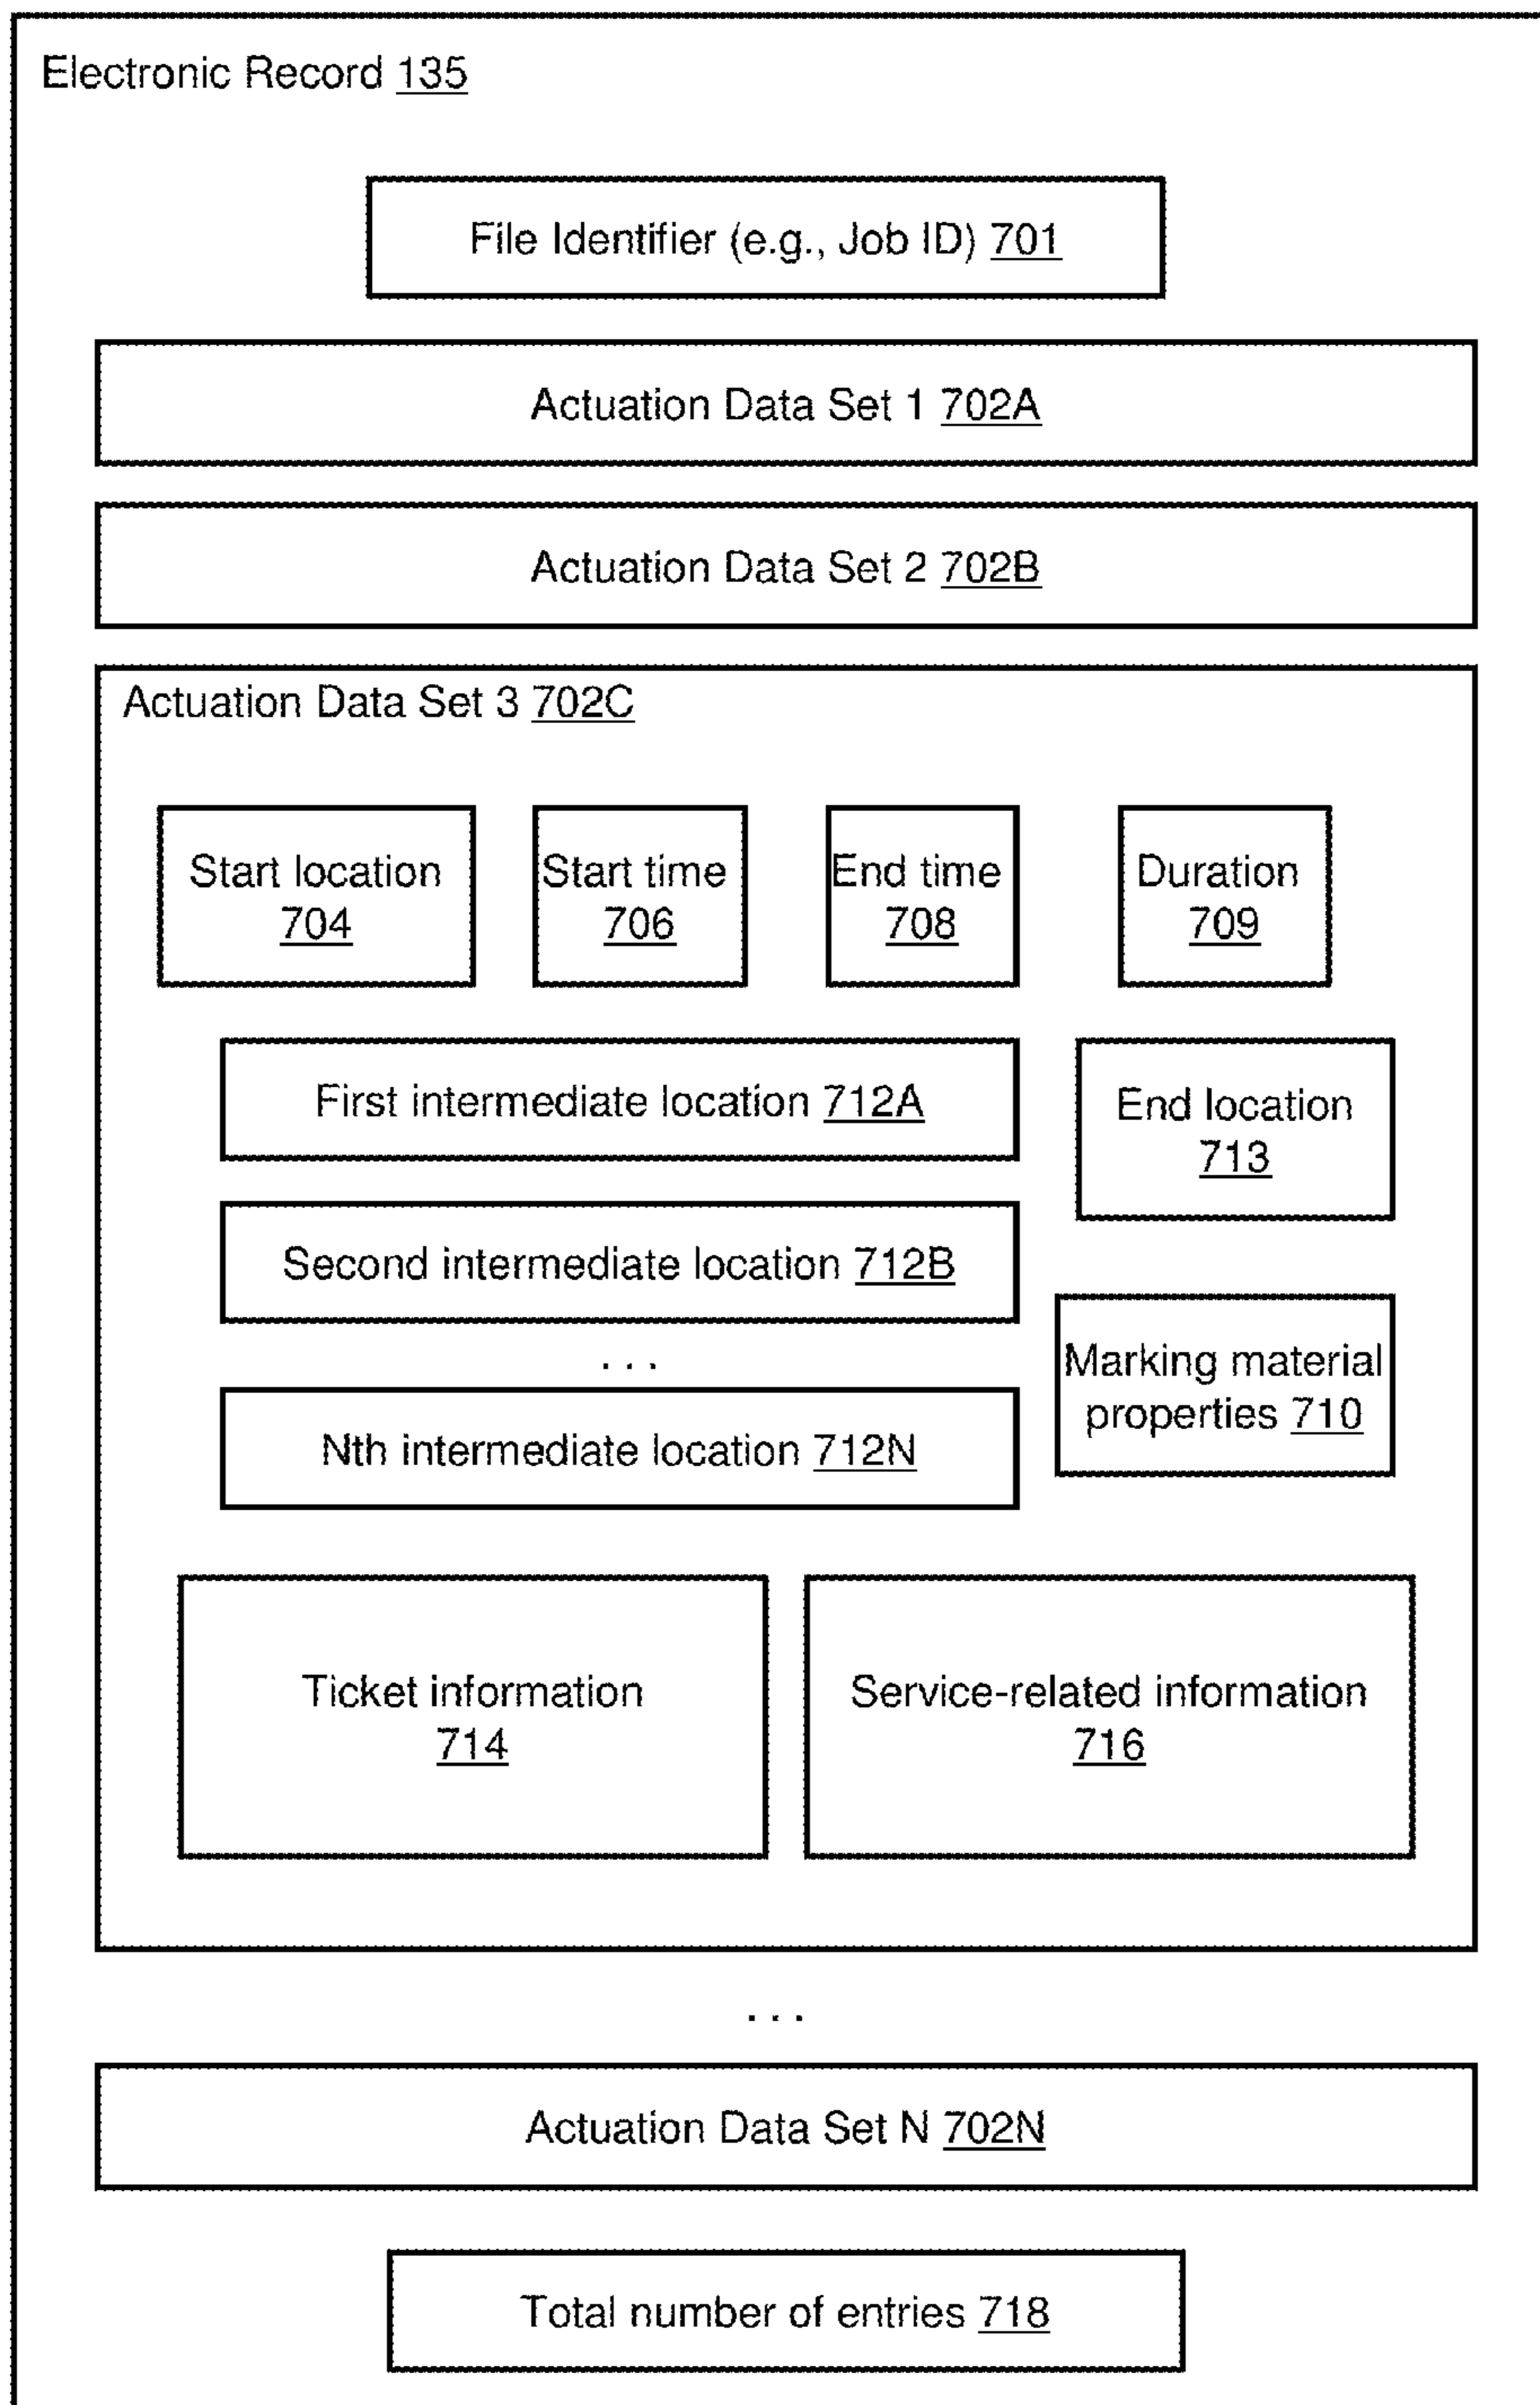 Electronic Record 135
File Identifier (e.g., Job ID) 701
Actuation Data Set 1 702A
Actuation Data Set 2 702B
Actuation Data Set 3 702C
Start location
704
Start time
706
End time
708
Duration
709
First intermediate location 712A
End location
713
Second intermediate location 712B
. . .
Marking material
properties 710
Nth intermediate location 712N
Ticket information
714
Service-related information
716
. . .
Actuation Data Set N 702N
Total number of entries 718